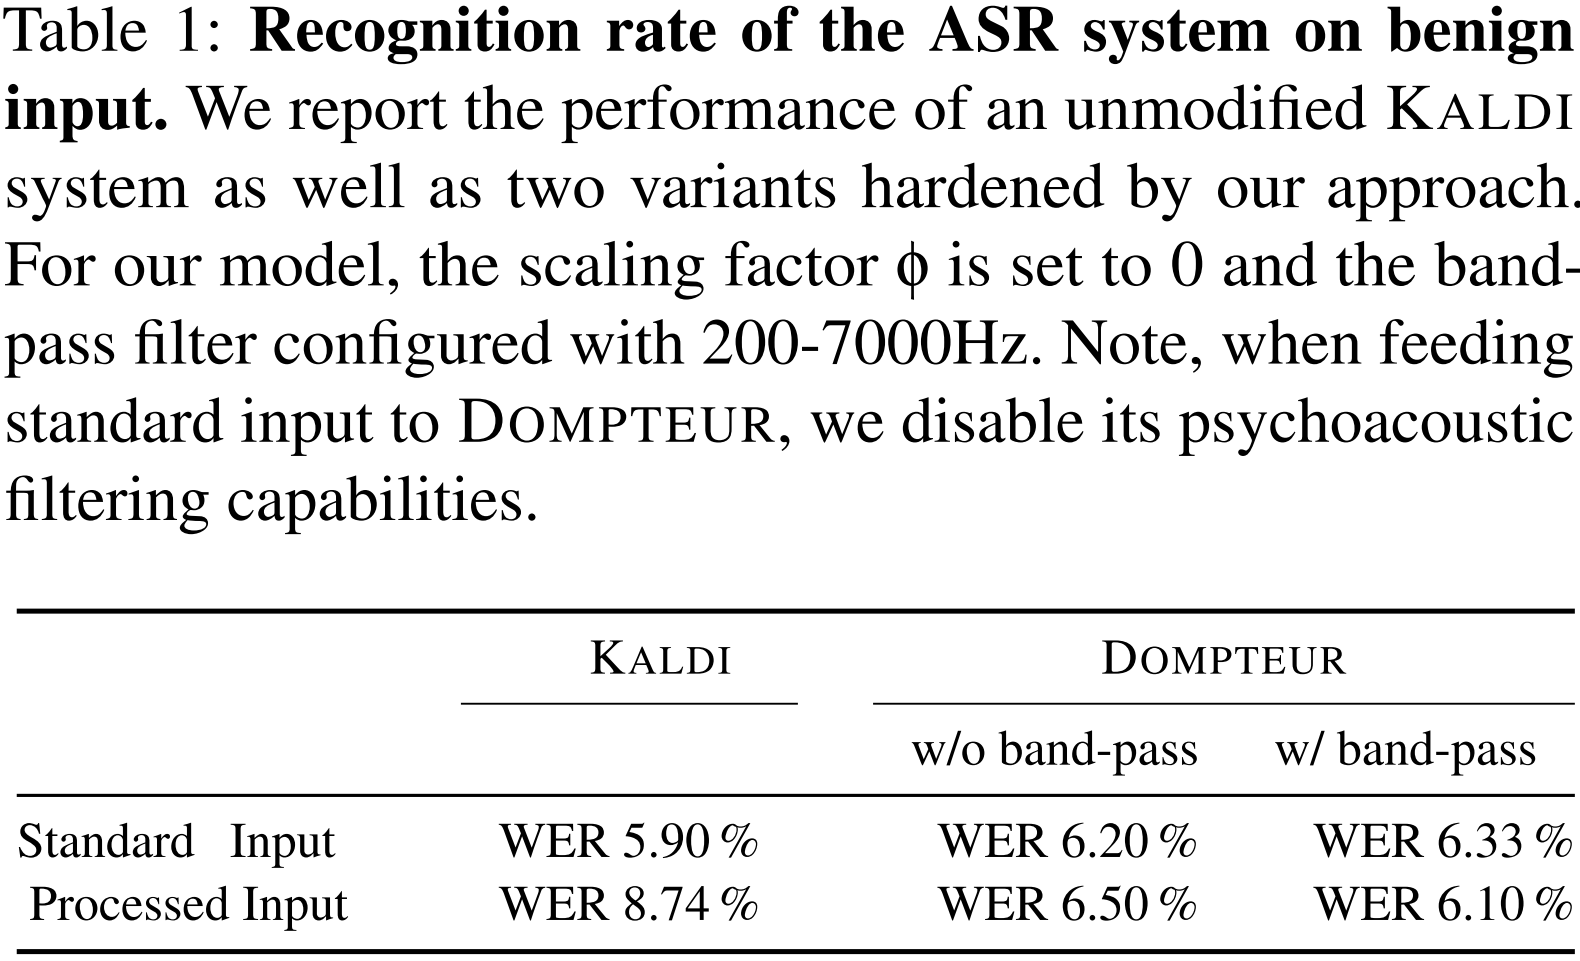 Table 1: Recognition rate of the ASR system on benign
input. We report the performance of an unmodified KALDI
system as well as two variants hardened by our approach.
For our model, the scaling factor ϕ is set to 0 and the band-
pass filter configured with 200-7000Hz. Note, when feeding
standard input to DOMPTEUR, we disable its psychoacoustic
filtering capabilities.
KALDI DOMPTEUR
w/o band-pass w/ band-pass
Standard Input WER 5.90 % WER 6.20 % WER 6.33 %
Processed Input WER 8.74 % WER 6.50 % WER 6.10 %